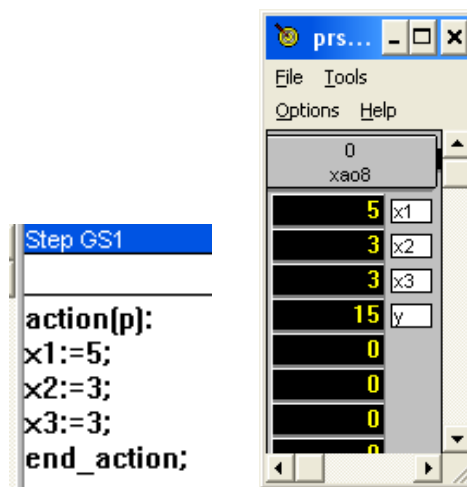 Step GS1
action(p):
x1:=5;
x2:=3;
x3:=3;
end_action;
prs...
File Tools
Options Help
0
xao8
5 x1
3 x2
3 x3
15 y
0
0
0
0